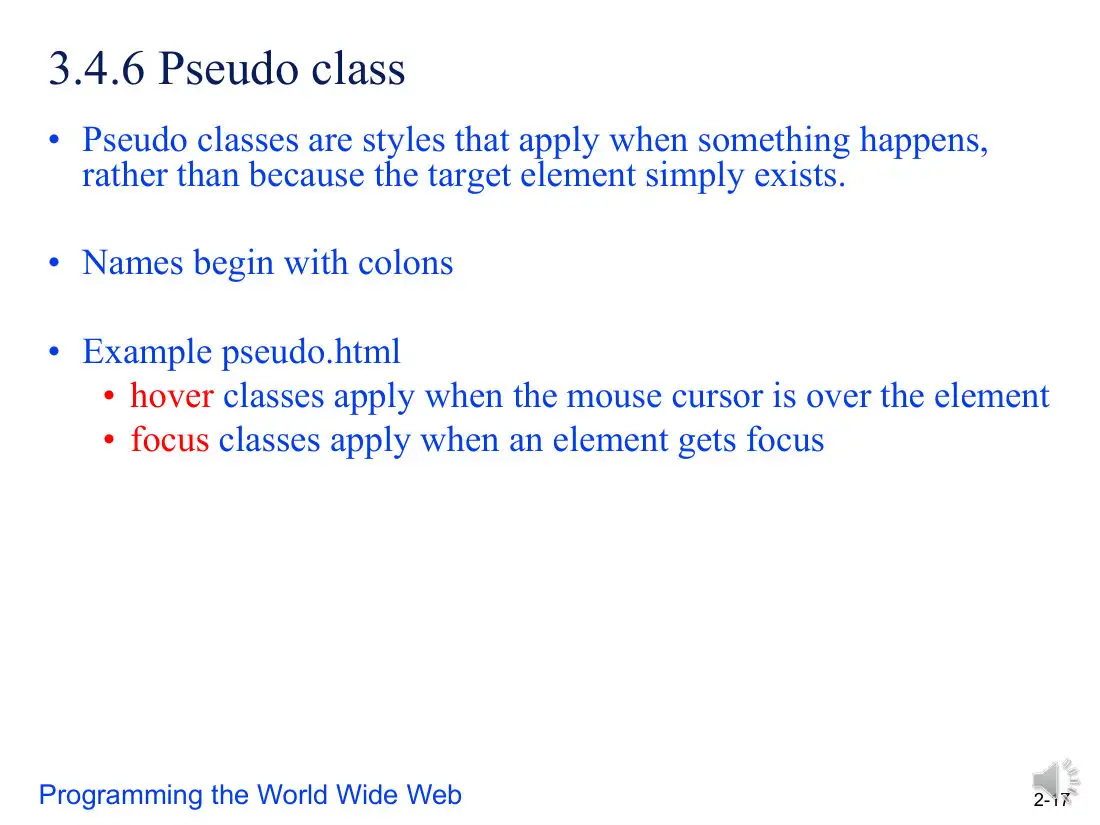 3.4.6 Pseudo class
• Pseudo classes are styles that apply when something happens,
rather than because the target element simply exists.
• Names begin with colons
• Example pseudo.html
• hover classes apply when the mouse cursor is over the element
• focus classes apply when an element gets focus
Programming the World Wide Web
2-17